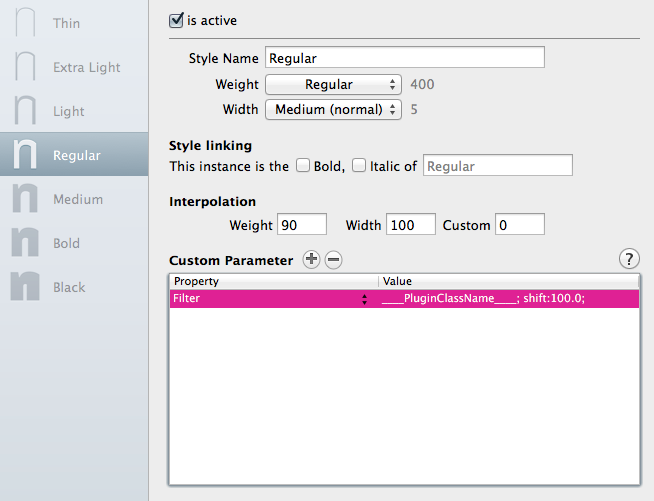 Thin
Extra Light
Light
Regular
Medium
Bold
Black
is active
Style Name Regular
Weight Regular 400
Width Medium (normal) 5
Style linking
This instance is the Bold, Italic of Regular
Interpolation
Weight 90 Width 100 Custom 0
Custom Parameter + − ?
Property Value
Filter ____PluginClassName____; shift:100.0;